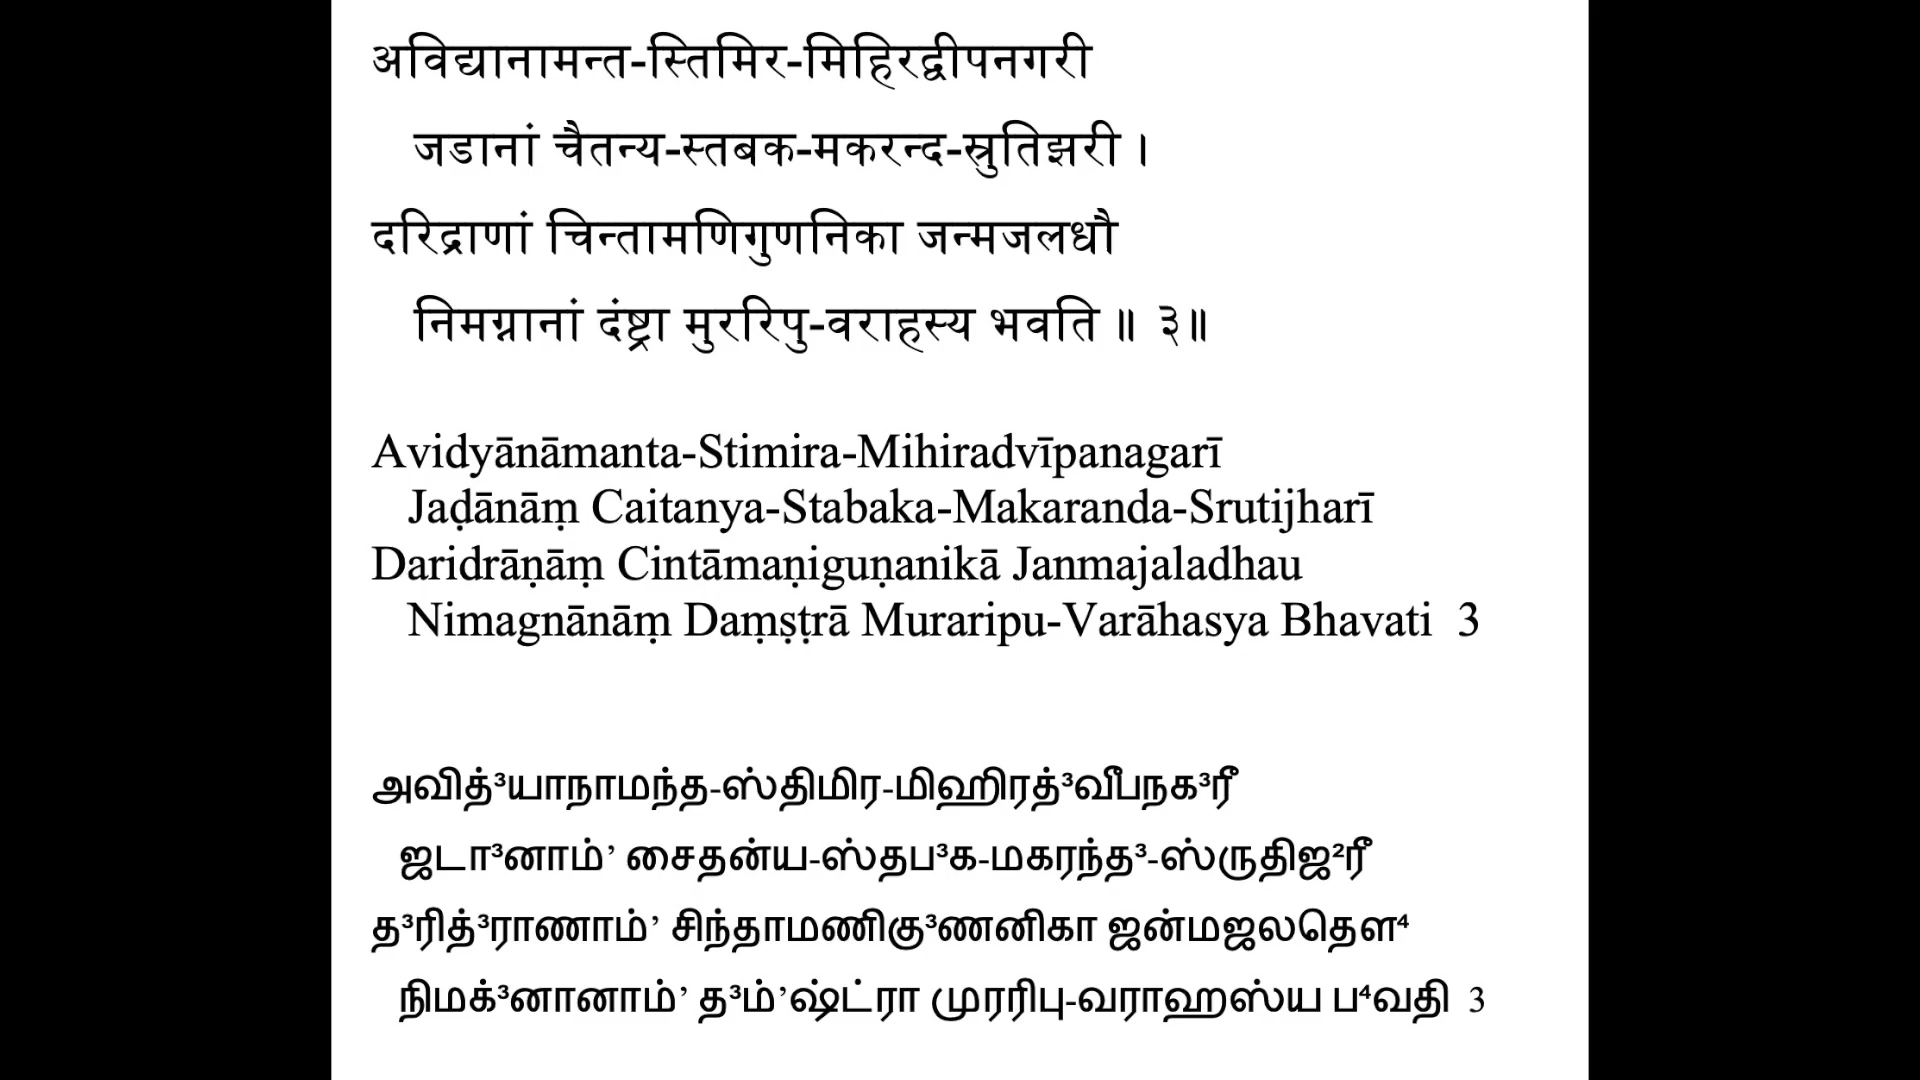 अविद्यानामन्त-स्तिमिर-मिहिरद्वीपनगरी
जडानां चैतन्य-स्तबक-मकरन्द-स्रुतिझरी ।
दरिद्राणां चिन्तामणिगुणनिका जन्मजलधौ
निमग्नानां दंष्ट्रा मुररिपु-वराहस्य भवति ॥ ३॥
Avidyānāmanta-Stimira-Mihiradvīpanagarī
Jaḍānāṃ Caitanya-Stabaka-Makaranda-Srutijharī
Daridrāṇāṃ Cintāmaṇiguṇanikā Janmajaladhau
Nimagnānāṃ Daṃṣṭrā Muraripu-Varāhasya Bhavati 3
அவித்³யாநாமந்த-ஸ்திமிர-மிஹிரத்³வீபநக³ரீ
ஜடா³னாம்ʼ சைதன்ய-ஸ்தப³க-மகரந்த³-ஸ்ருதிஜ²ரீ
த³ரித்³ராணாம்ʼ சிந்தாமணிகு³ணனிகா ஜன்மஜலதௌ⁴
நிமக்³னானாம்ʼ த³ம்ʼஷ்ட்ரா முரரிபு-வராஹஸ்ய ப⁴வதி 3